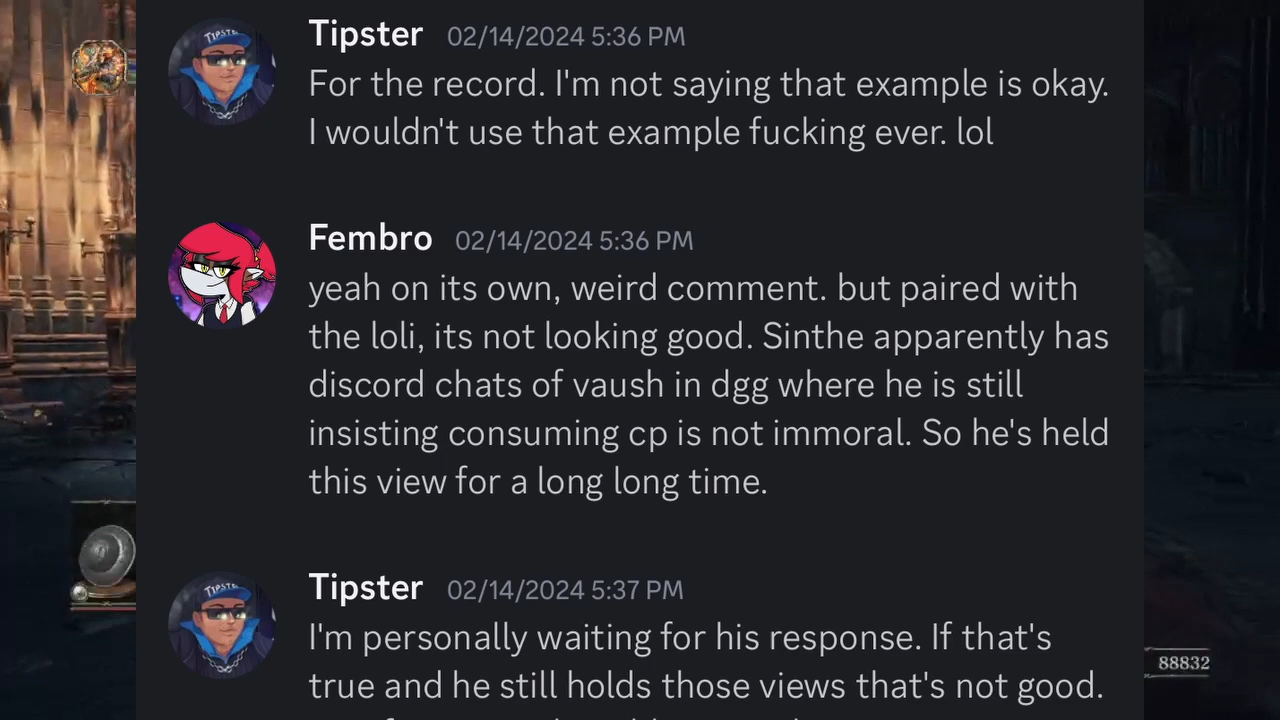 Tipster 02/14/2024 5:36 PM
For the record. I'm not saying that example is okay.
I wouldn't use that example fucking ever. lol
Fembro 02/14/2024 5:36 PM
yeah on its own, weird comment. but paired with
the loli, its not looking good. Sinthe apparently has
discord chats of vaush in dgg where he is still
insisting consuming cp is not immoral. So he's held
this view for a long long time.
Tipster 02/14/2024 5:37 PM
I'm personally waiting for his response. If that's
true and he still holds those views that's not good.
88832
TIPSTER
TIPSTER